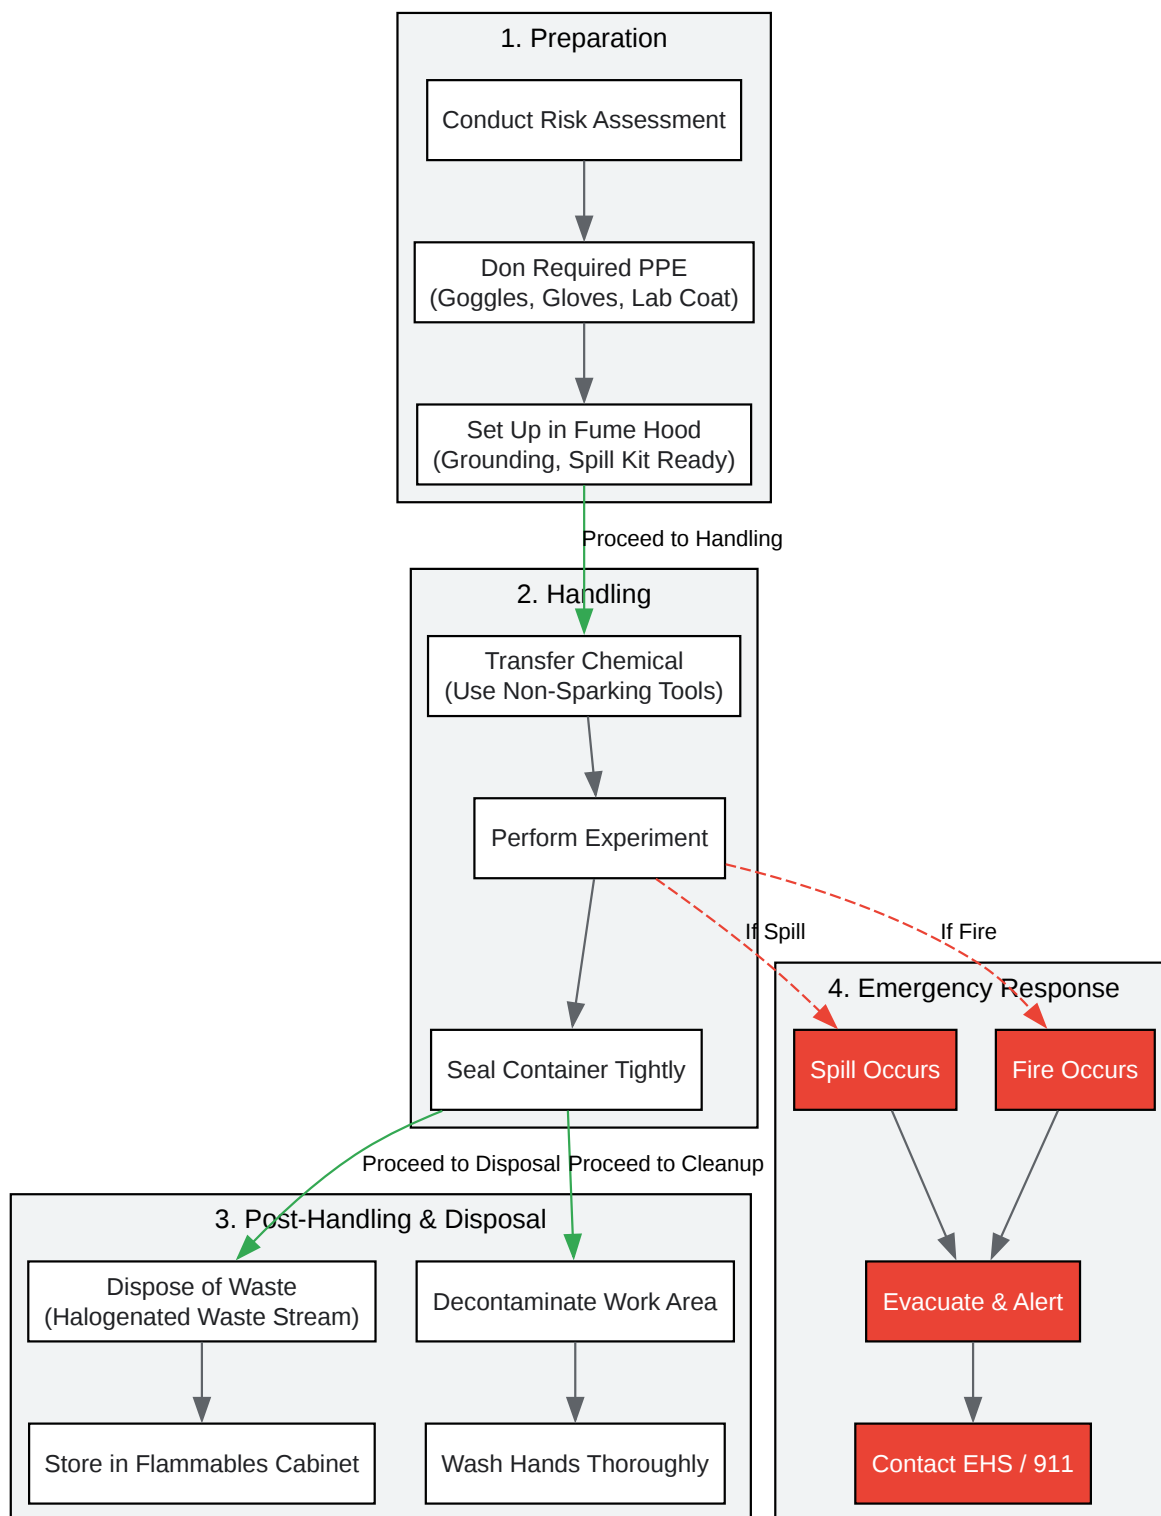 1. Preparation
Conduct Risk Assessment
Don Required PPE
(Goggles, Gloves, Lab Coat)
Set Up in Fume Hood
(Grounding, Spill Kit Ready)
Proceed to Handling
2. Handling
Transfer Chemical
(Use Non-Sparking Tools)
Perform Experiment
If Spill
If Fire
Seal Container Tightly
4. Emergency Response
Spill Occurs
Fire Occurs
Evacuate & Alert
Contact EHS / 911
Proceed to Disposal
Proceed to Cleanup
3. Post-Handling & Disposal
Dispose of Waste
(Halogenated Waste Stream)
Store in Flammables Cabinet
Decontaminate Work Area
Wash Hands Thoroughly